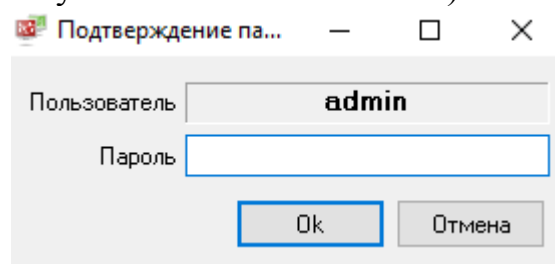 Подтверждение па...
Пользователь admin
Пароль
Ok Отмена